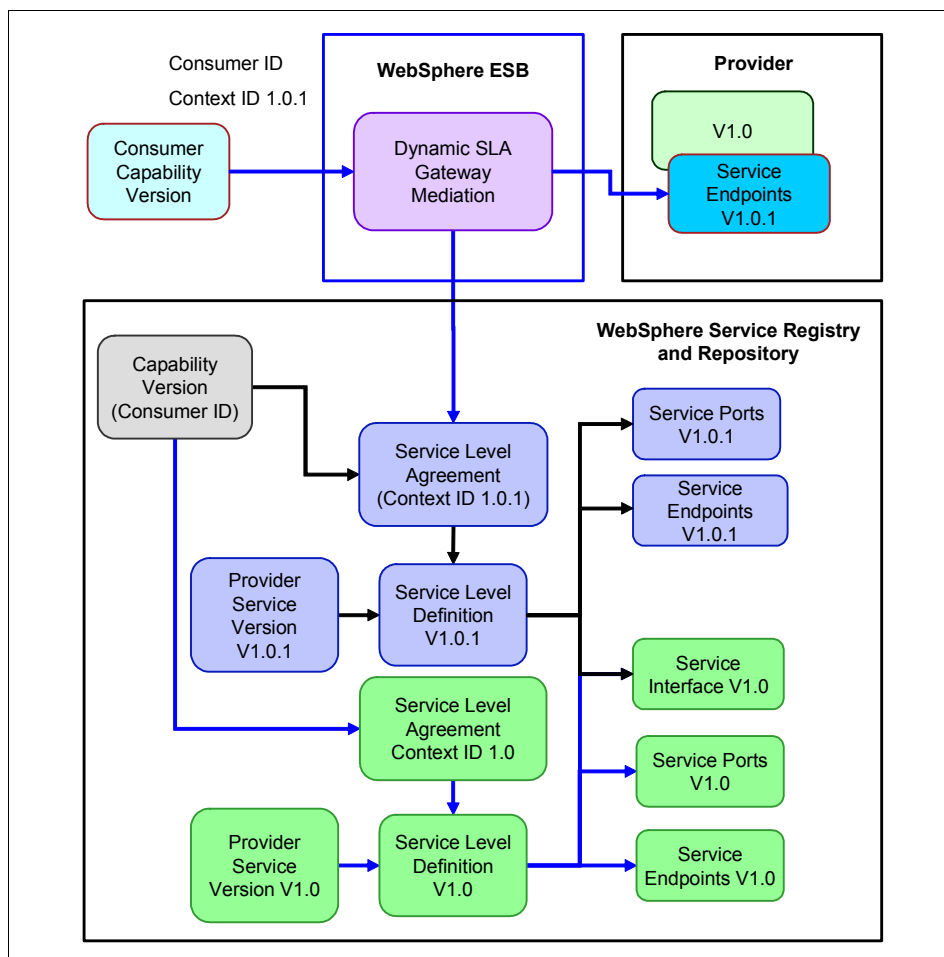 Consumer ID
Context ID 1.0.1
WebSphere ESB
Provider
Consumer
Capability
Version
Dynamic SLA
Gateway
Mediation
V1.0
Service
Endpoints
V1.0.1
WebSphere Service Registry
and Repository
Capability
Version
(Consumer ID)
Service Level
Agreement
(Context ID 1.0.1)
Service Ports
V1.0.1
Service
Endpoints
V1.0.1
Provider
Service
Version
V1.0.1
Service Level
Definition
V1.0.1
Service
Interface V1.0
Service Level
Agreement
Context ID 1.0
Service Ports
V1.0
Provider
Service
Version V1.0
Service Level
Definition
V1.0
Service
Endpoints V1.0